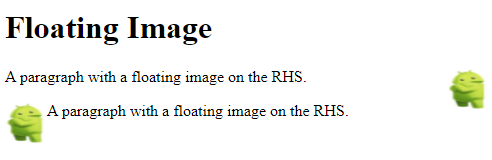 Floating Image
A paragraph with a floating image on the RHS.
A paragraph with a floating image on the RHS.